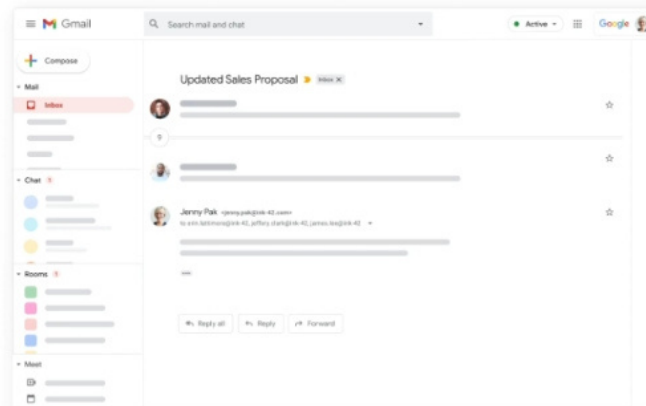 Gmail
Search mail and chat
Active
Google
Compose
Mail
Inbox
Updated Sales Proposal
Inbox
9
Chat
Jenny Pak
Rooms
Reply all
Reply
Forward
Meet